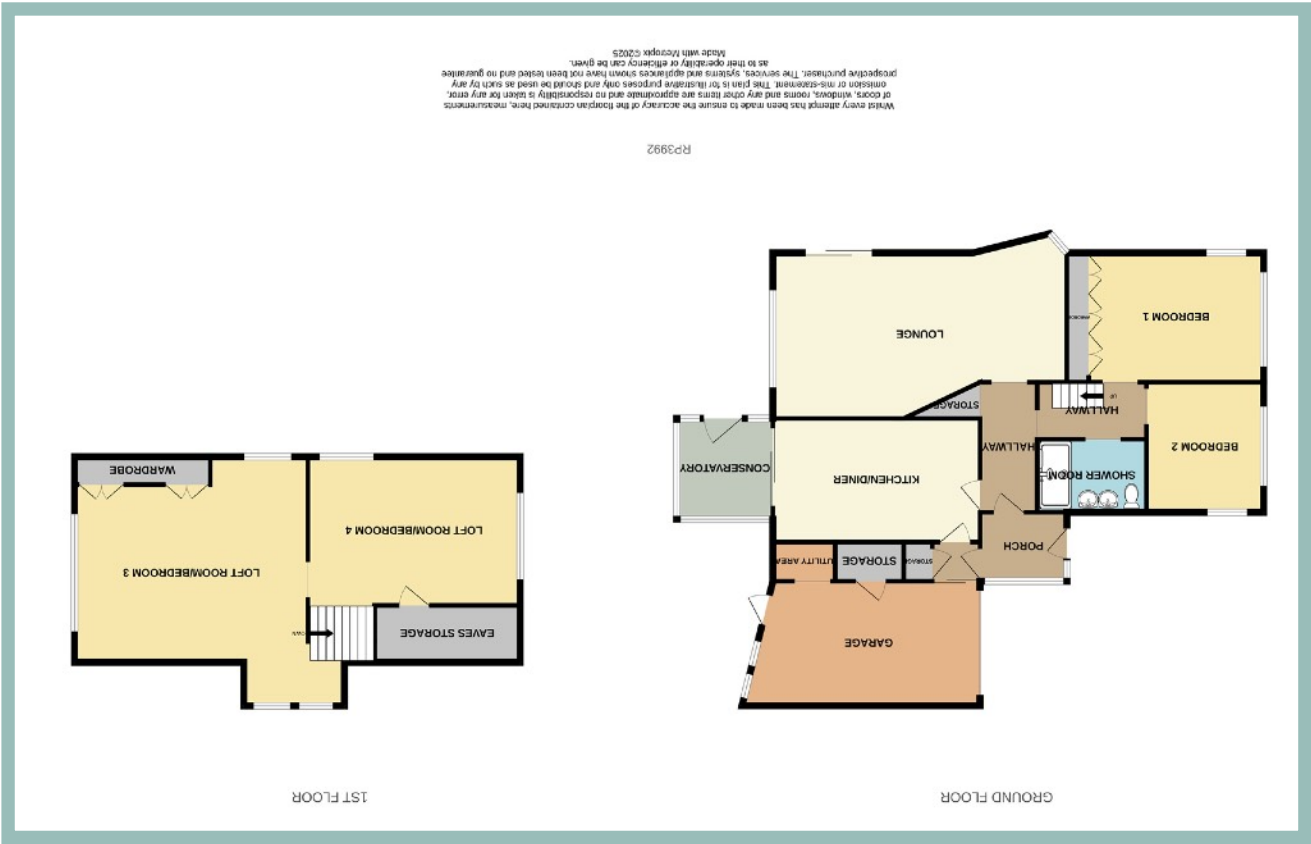 GROUND FLOOR
1ST FLOOR
GARAGE
UTILITY AREA
STORAGE
STORAGE
PORCH
KITCHEN/DINER
CONSERVATORY
HALLWAY
SHOWER ROOM
BEDROOM 2
STORAGE
HALLWAY
UP
LOUNGE
BEDROOM 1
EAVES STORAGE
DOWN
LOFT ROOM/BEDROOM 3
LOFT ROOM/BEDROOM 4
WARDROBE
RP3992
Whilst every attempt has been made to ensure the accuracy of the floorplan contained here, measurements
of doors, windows, rooms and any other items are approximate and no responsibility is taken for any error,
omission or mis-statement. This plan is for illustrative purposes only and should be used as such by any
prospective purchaser. The services, systems and appliances shown have not been tested and no guarantee
as to their operability or efficiency can be given.
Made with Metropix ©2025